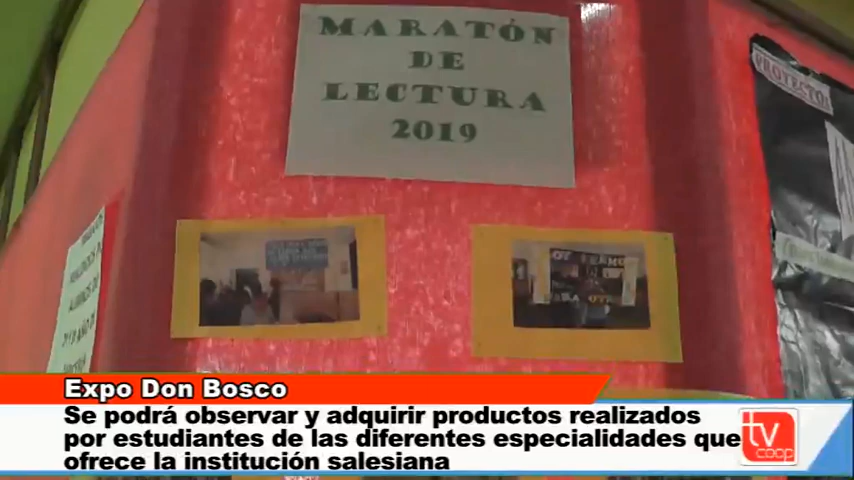 MARATÓN
DE
LECTURA
2019
PROYECTO
Expo Don Bosco
Se podrá observar y adquirir productos realizados
por estudiantes de las diferentes especialidades que
ofrece la institución salesiana
tv
coop